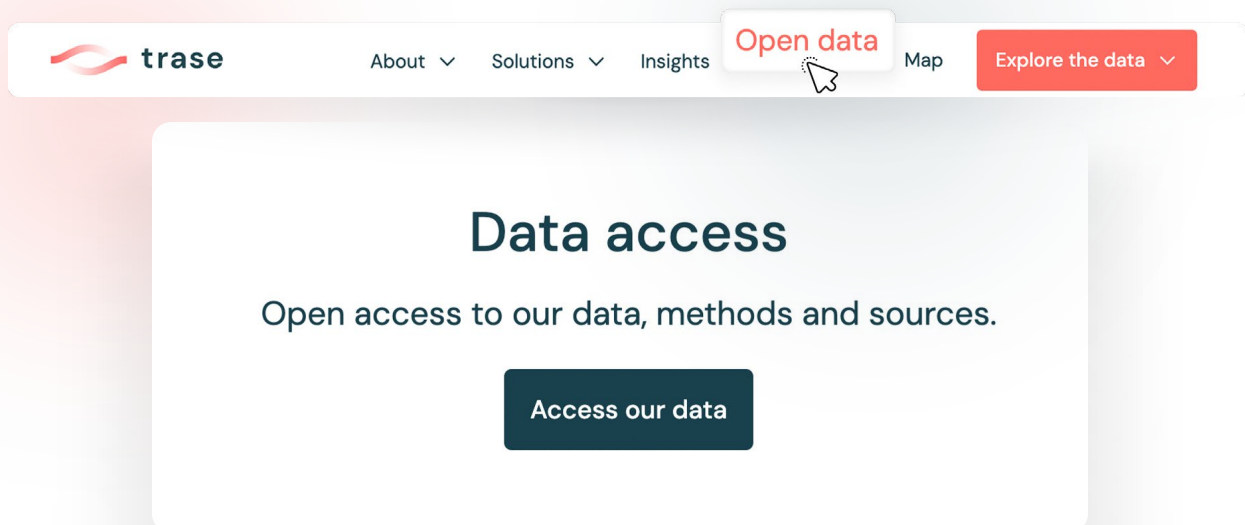 trase
About
Solutions
Insights
Open data
Map
Explore the data
Data access
Open access to our data, methods and sources.
Access our data